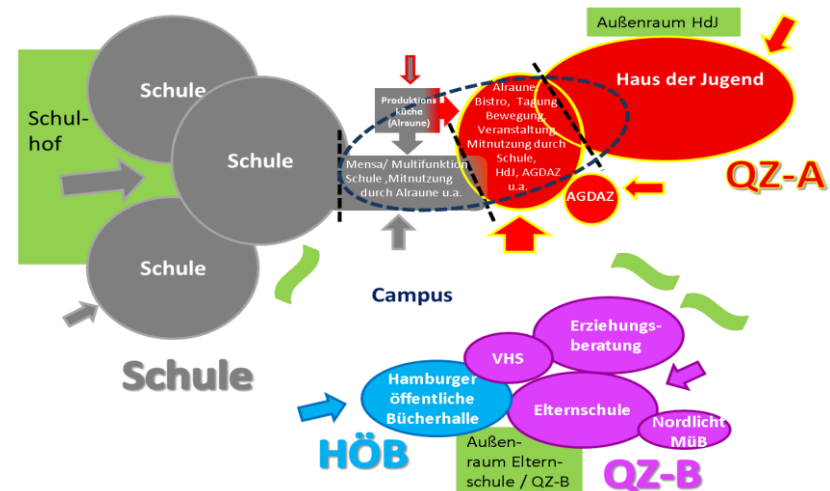 Außenraum HdJ
Schul-
hof
Schule
Schule
Schule
Schule
Produktions
küche
(Alraune)
Mensa/ Multifunktion
Schule ,Mitnutzung
durch Alraune u.a.
Alraune,
Bistro, Tagung
Bewegung,
Veranstaltung,
Mitnutzung durch
Schule,
HdJ, AGDAZ
u.a.
Haus der Jugend
QZ-A
AGDAZ
Campus
Erziehungs-
beratung
VHS
Hamburger
öffentliche
Bücherhalle
HÖB
Elternschule
Nordlicht
MüB
Außen-
raum Eltern-
schule / QZ-B
QZ-B